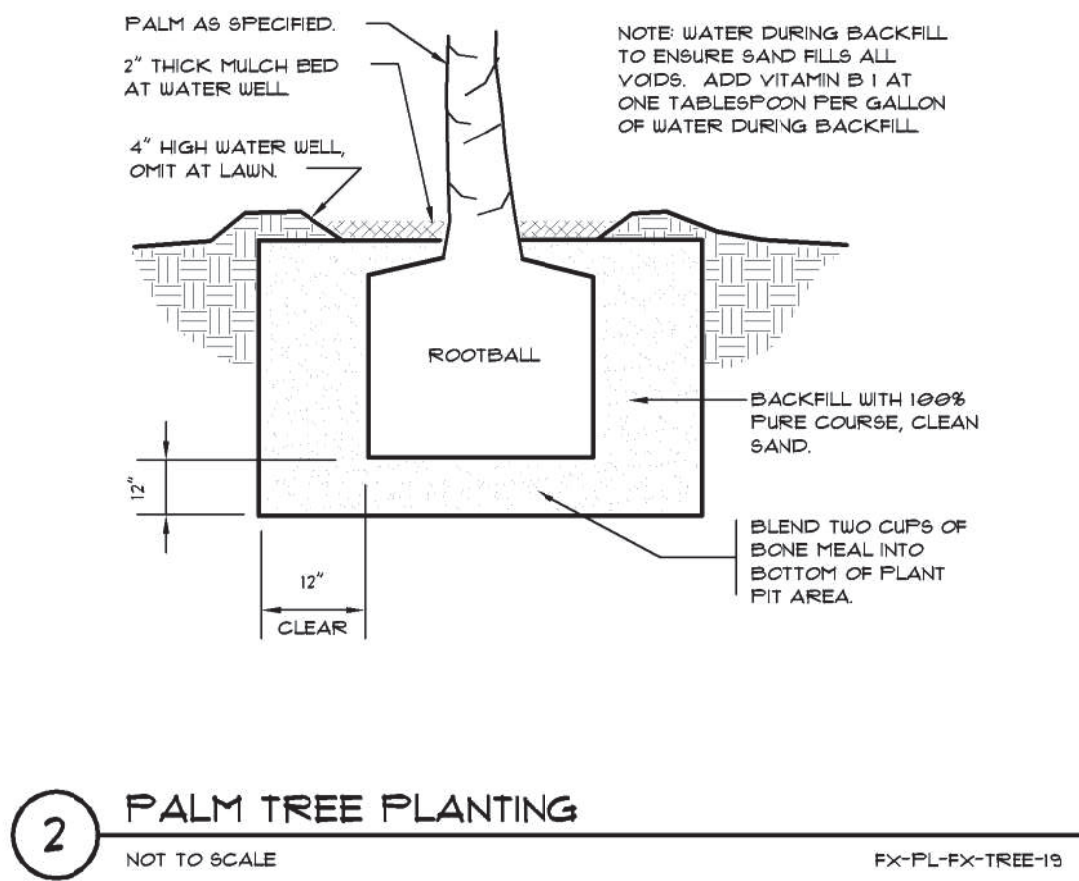 PALM AS SPECIFIED.
2" THICK MULCH BED
AT WATER WELL
4" HIGH WATER WELL,
OMIT AT LAWN.
NOTE: WATER DURING BACKFILL
TO ENSURE SAND FILLS ALL
VOIDS. ADD VITAMIN B 1 AT
ONE TABLESPOON PER GALLON
OF WATER DURING BACKFILL
ROOTBALL
BACKFILL WITH 100%
PURE COURSE, CLEAN
SAND.
12"
BLEND TWO CUPS OF
BONE MEAL INTO
BOTTOM OF PLANT
PIT AREA.
12"
CLEAR
2
PALM TREE PLANTING
NOT TO SCALE
FX-PL-FX-TREE-19